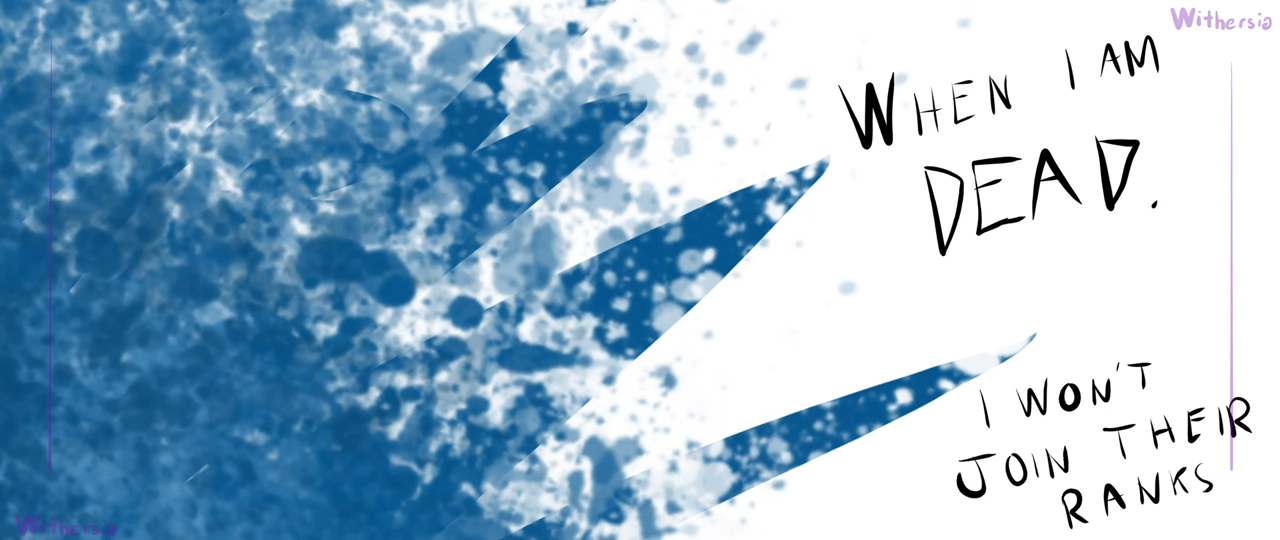 Withersia
WHEN I AM
DEAD.
I WON'T
JOIN THEIR
RANKS
Withersia